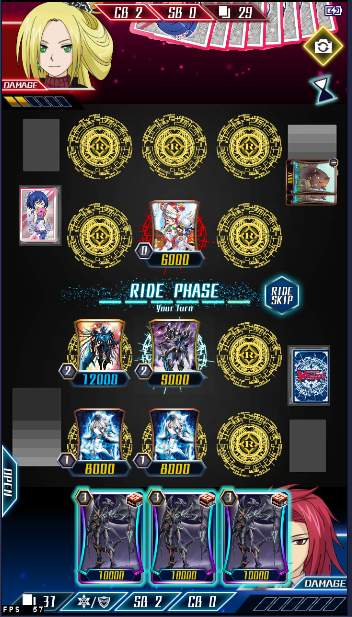 CB 2 SB 0 29
DAMAGE
0
6000
RIDE PHASE
Your Turn
RIDE
SKIP
2 12000
2 9000
1 8000
1 8000
OPEN
3 3 3
10000 10000 10000
DAMAGE
31 SB 2 CB 0
FPS 57